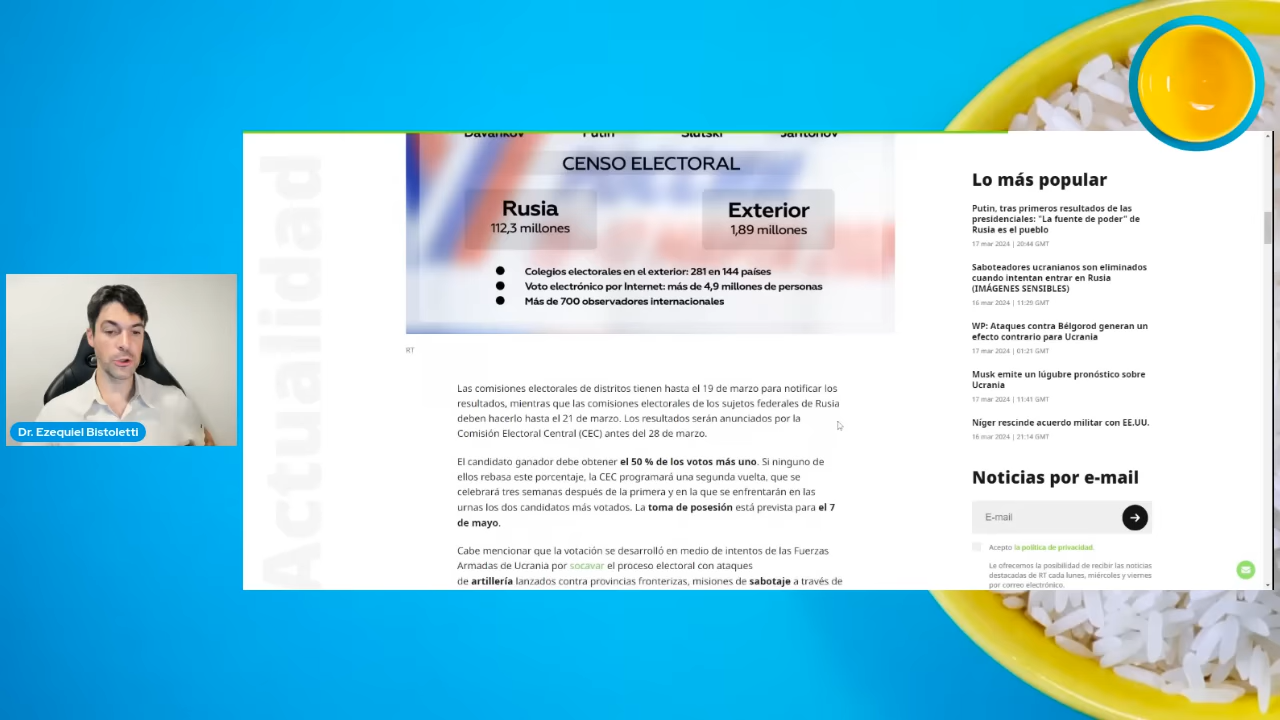 Actualidad
Davankov Putin Slutski Jaritónov
CENSO ELECTORAL
Rusia Exterior
112,3 millones 1,89 millones
Colegios electorales en el exterior: 281 en 144 países
Voto electrónico por Internet: más de 4,9 millones de personas
Más de 700 observadores internacionales
RT
Las comisiones electorales de distritos tienen hasta el 19 de marzo para notificar los
resultados, mientras que las comisiones electorales de los sujetos federales de Rusia
deben hacerlo hasta el 21 de marzo. Los resultados serán anunciados por la
Comisión Electoral Central (CEC) antes del 28 de marzo.
El candidato ganador debe obtener el 50 % de los votos más uno. Si ninguno de
ellos rebasa este porcentaje, la CEC programará una segunda vuelta, que se
celebrará tres semanas después de la primera y en la que se enfrentarán en las
urnas los dos candidatos más votados. La toma de posesión está prevista para el 7
de mayo.
Cabe mencionar que la votación se desarrolló en medio de intentos de las Fuerzas
Armadas de Ucrania por socavar el proceso electoral con ataques
de artillería lanzados contra provincias fronterizas, misiones de sabotaje a través de
Lo más popular
Putin, tras primeros resultados de las
presidenciales: "La fuente de poder" de
Rusia es el pueblo
17 mar 2024 | 20:44 GMT
Saboteadores ucranianos son eliminados
cuando intentan entrar en Rusia
(IMÁGENES SENSIBLES)
16 mar 2024 | 11:29 GMT
WP: Ataques contra Bélgorod generan un
efecto contrario para Ucrania
17 mar 2024 | 01:21 GMT
Musk emite un lúgubre pronóstico sobre
Ucrania
17 mar 2024 | 11:41 GMT
Níger rescinde acuerdo militar con EE.UU.
16 mar 2024 | 21:14 GMT
Noticias por e-mail
E-mail
Acepto la política de privacidad.
Le ofrecemos la posibilidad de recibir las noticias
destacadas de RT cada lunes, miércoles y viernes
por correo electrónico.
Dr. Ezequiel Bistoletti